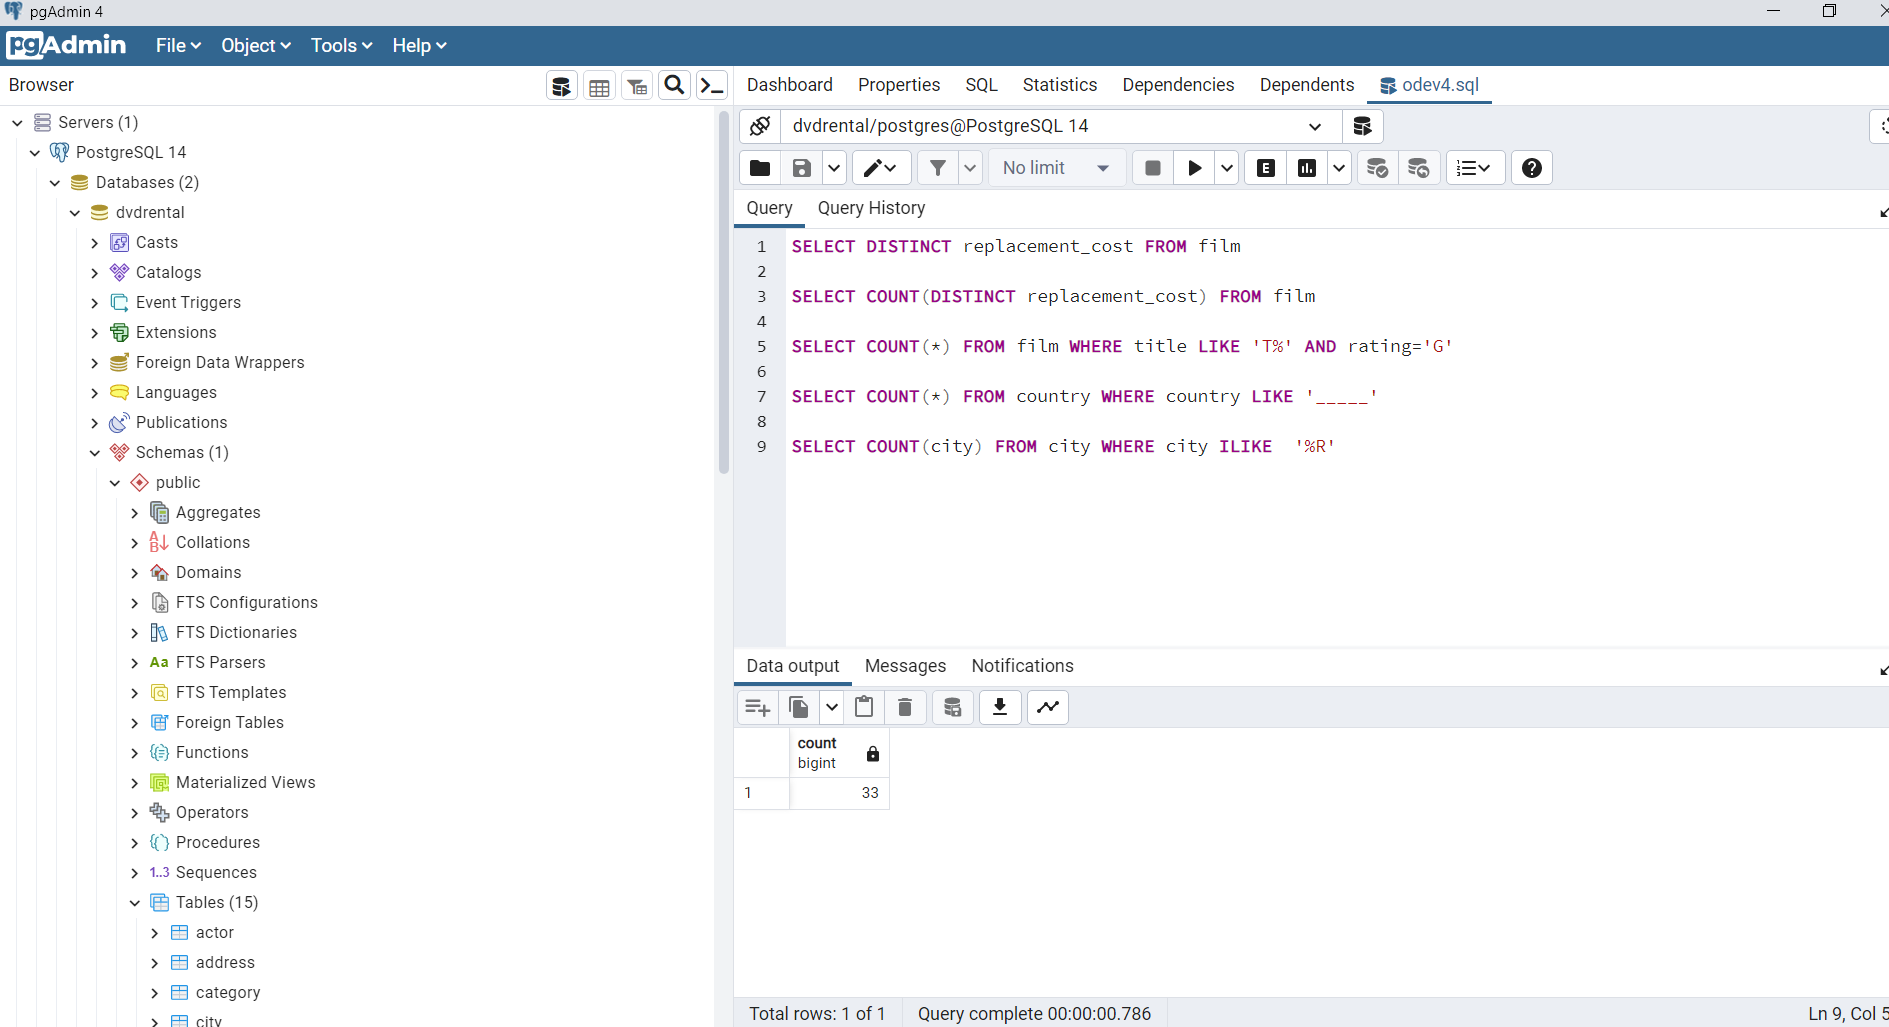 pgAdmin 4
pgAdmin File Object Tools Help
Browser
Servers (1)
PostgreSQL 14
Databases (2)
dvdrental
Casts
Catalogs
Event Triggers
Extensions
Foreign Data Wrappers
Languages
Publications
Schemas (1)
public
Aggregates
Collations
Domains
FTS Configurations
FTS Dictionaries
Aa FTS Parsers
FTS Templates
Foreign Tables
Functions
Materialized Views
Operators
Procedures
1..3 Sequences
Tables (15)
actor
address
category
city
Dashboard Properties SQL Statistics Dependencies Dependents odev4.sql
dvdrental/postgres@PostgreSQL 14
No limit E
Query Query History
1 SELECT DISTINCT replacement_cost FROM film
2
3 SELECT COUNT(DISTINCT replacement_cost) FROM film
4
5 SELECT COUNT(*) FROM film WHERE title LIKE 'T%' AND rating='G'
6
7 SELECT COUNT(*) FROM country WHERE country LIKE '_____'
8
9 SELECT COUNT(city) FROM city WHERE city ILIKE  '%R'
Data output Messages Notifications
count
bigint
1 33
Total rows: 1 of 1 Query complete 00:00:00.786 Ln 9, Col 5